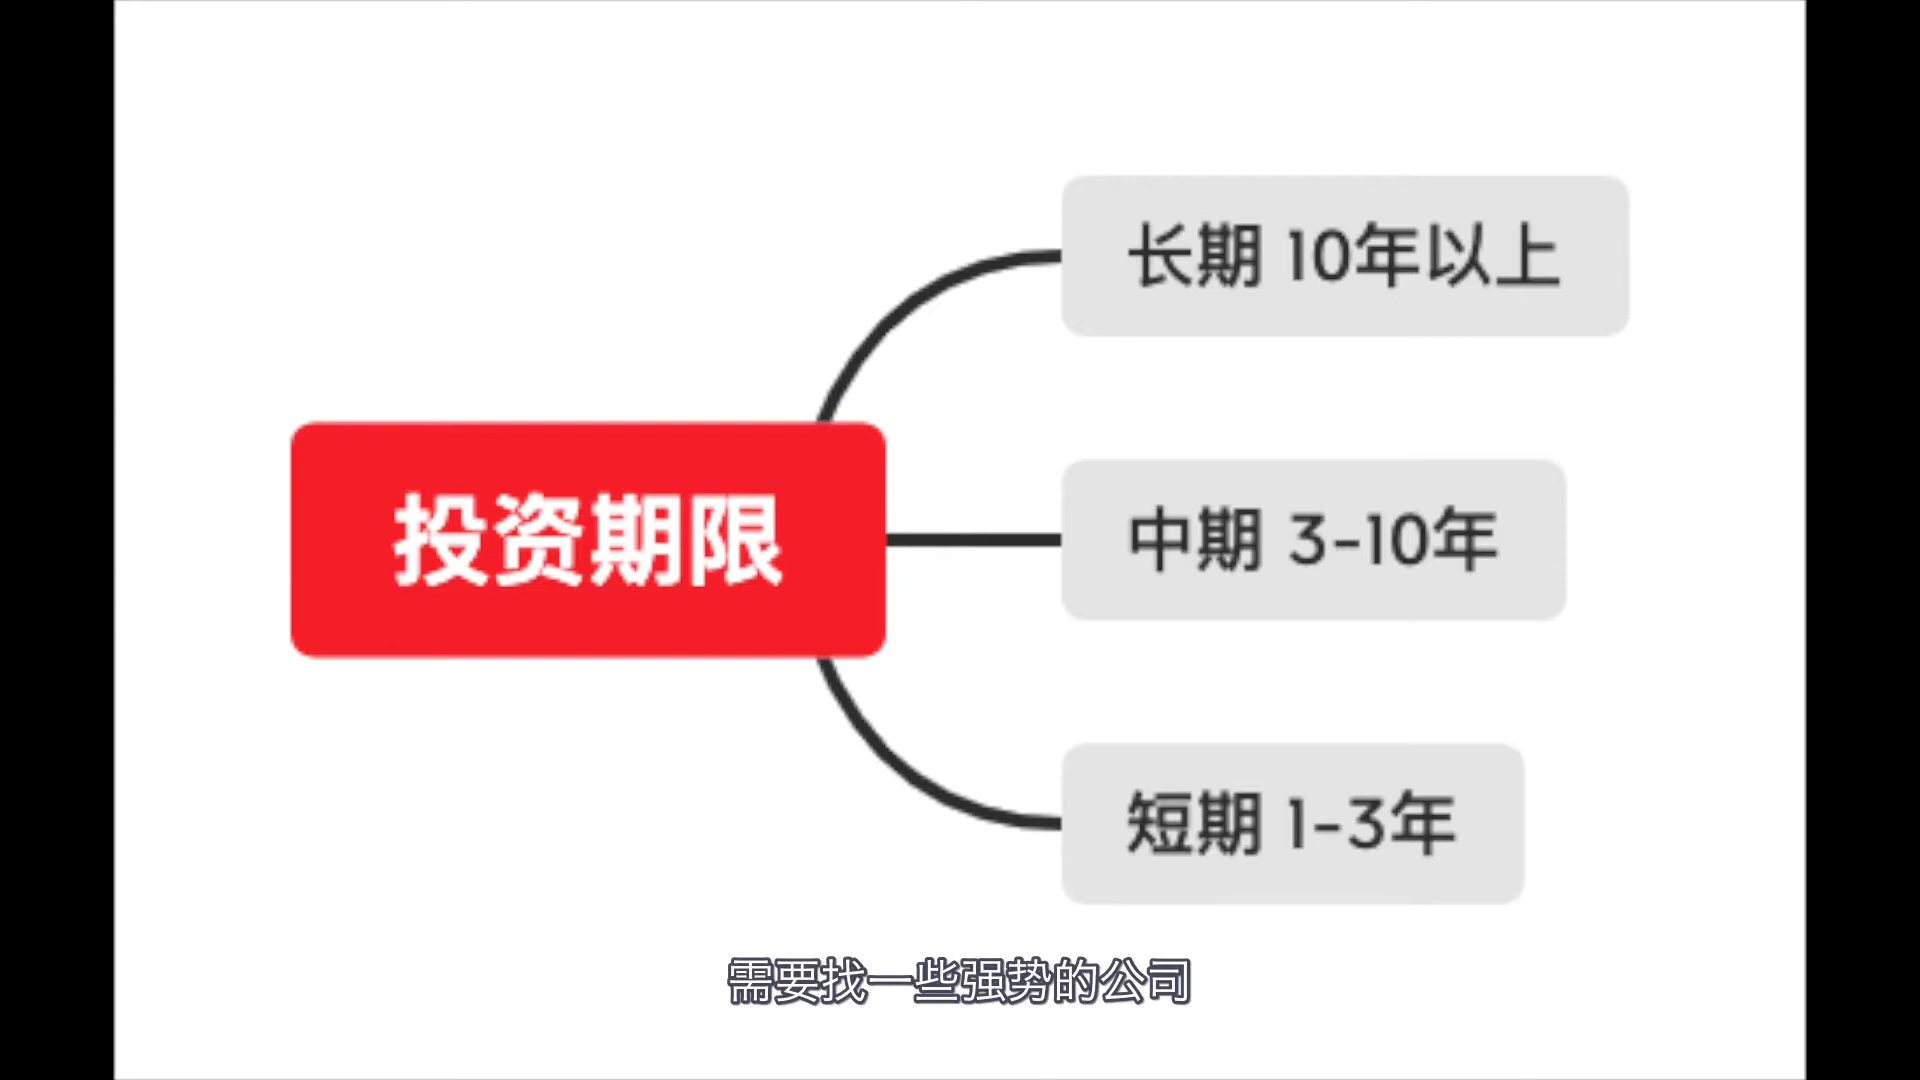 投资期限
长期 10年以上
中期 3-10年
短期 1-3年
需要找一些强势的公司